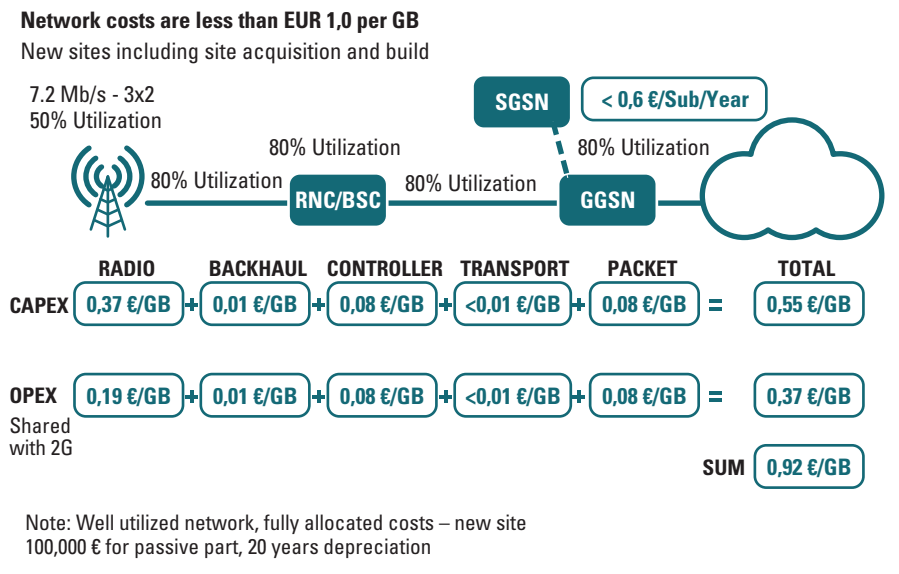 Network costs are less than EUR 1,0 per GB
New sites including site acquisition and build
7.2 Mb/s - 3x2
50% Utilization
SGSN
< 0,6 €/Sub/Year
80% Utilization
80% Utilization
80% Utilization
80% Utilization
RNC/BSC
GGSN
RADIO BACKHAUL CONTROLLER TRANSPORT PACKET TOTAL
CAPEX 0,37 €/GB + 0,01 €/GB + 0,08 €/GB + <0,01 €/GB + 0,08 €/GB = 0,55 €/GB
OPEX 0,19 €/GB + 0,01 €/GB + 0,08 €/GB + <0,01 €/GB + 0,08 €/GB = 0,37 €/GB
Shared
with 2G
SUM 0,92 €/GB
Note: Well utilized network, fully allocated costs – new site
100,000 € for passive part, 20 years depreciation